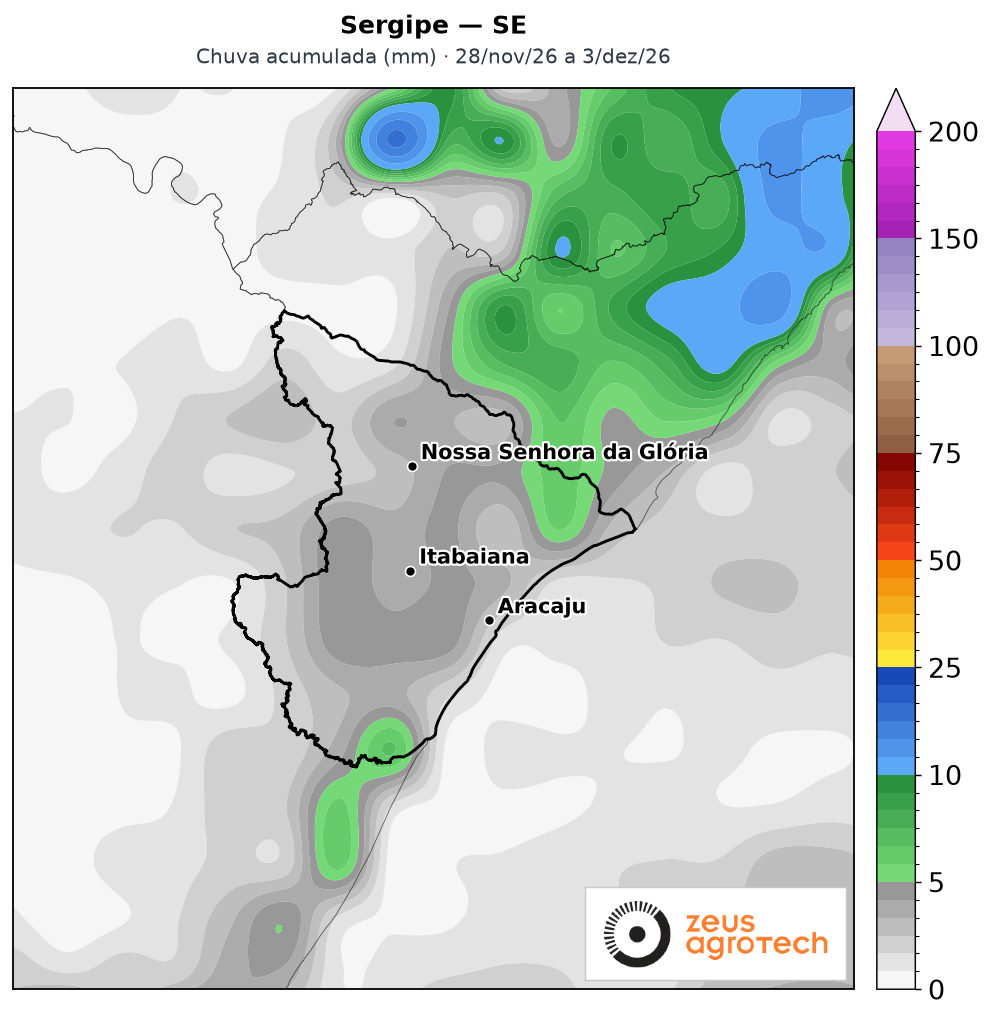 Sergipe — SE
Chuva acumulada (mm) · 28/nov/26 a 3/dez/26
200
150
100
75
50
25
10
5
0
Nossa Senhora da Glória
Itabaiana
Aracaju
zeus
agrotech